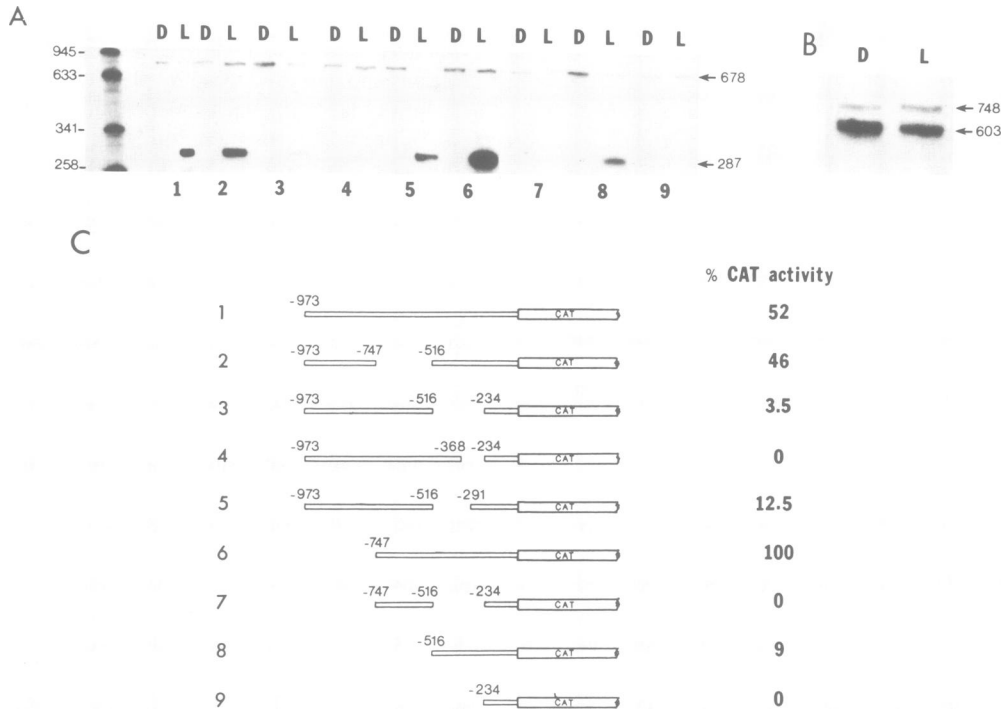 A
D L D L D L D L D L D L D L D L D L
945-
633-
341-
258-
678
287
1 2 3 4 5 6 7 8 9
B
D L
748
603
C
% CAT activity
1 -973 CAT 52
2 -973 -747 -516 CAT 46
3 -973 -516 -234 CAT 3.5
4 -973 -368 -234 CAT 0
5 -973 -516 -291 CAT 12.5
6 -747 CAT 100
7 -747 -516 -234 CAT 0
8 -516 CAT 9
9 -234 CAT 0